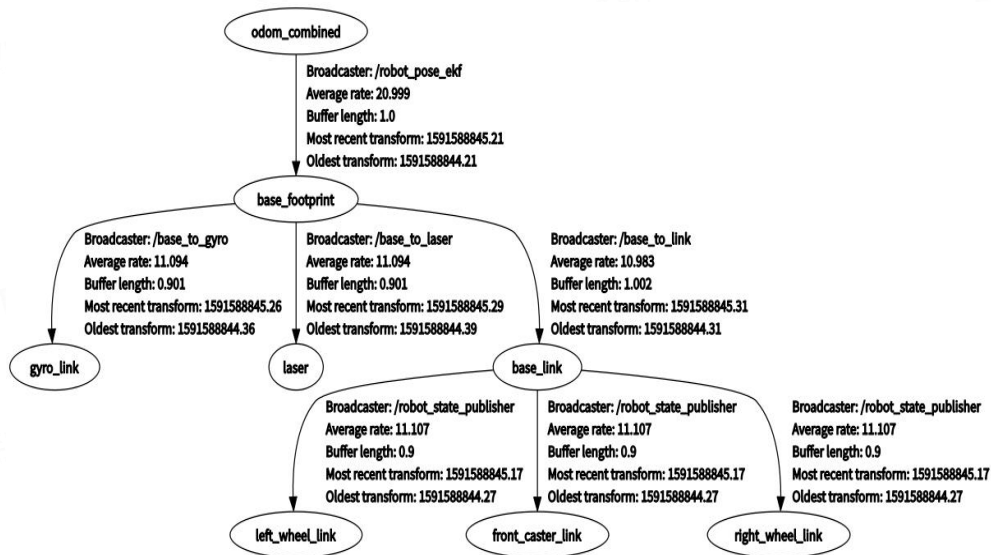 odom_combined
Broadcaster: /robot_pose_ekf
Average rate: 20.999
Buffer length: 1.0
Most recent transform: 1591588845.21
Oldest transform: 1591588844.21
base_footprint
Broadcaster: /base_to_gyro
Average rate: 11.094
Buffer length: 0.901
Most recent transform: 1591588845.26
Oldest transform: 1591588844.36
Broadcaster: /base_to_laser
Average rate: 11.094
Buffer length: 0.901
Most recent transform: 1591588845.29
Oldest transform: 1591588844.39
Broadcaster: /base_to_link
Average rate: 10.983
Buffer length: 1.002
Most recent transform: 1591588845.31
Oldest transform: 1591588844.31
gyro_link
laser
base_link
Broadcaster: /robot_state_publisher
Average rate: 11.107
Buffer length: 0.9
Most recent transform: 1591588845.17
Oldest transform: 1591588844.27
Broadcaster: /robot_state_publisher
Average rate: 11.107
Buffer length: 0.9
Most recent transform: 1591588845.17
Oldest transform: 1591588844.27
Broadcaster: /robot_state_publisher
Average rate: 11.107
Buffer length: 0.9
Most recent transform: 1591588845.17
Oldest transform: 1591588844.27
left_wheel_link
front_caster_link
right_wheel_link